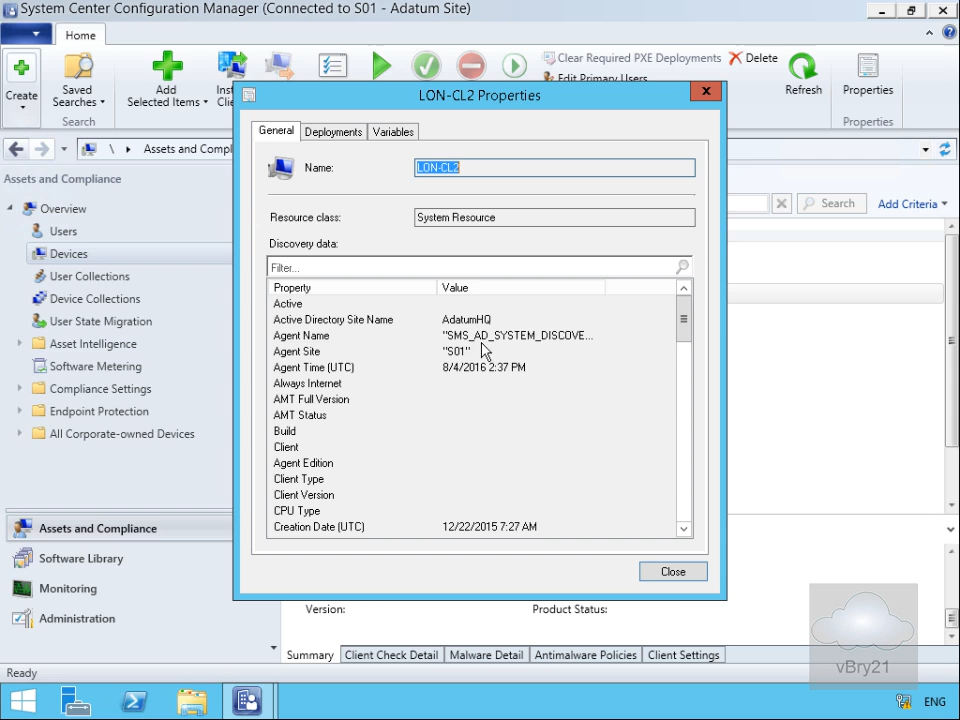 System Center Configuration Manager (Connected to S01 - Adatum Site)
Home
Create
Saved
Searches
Search
Add
Selected Items
Clear Required PXE Deployments
Delete
Edit Primary Users
Refresh
Properties
Properties
\ Assets and Compl
Assets and Compliance
Search
Add Criteria
Overview
Users
Devices
User Collections
Device Collections
User State Migration
Asset Intelligence
Software Metering
Compliance Settings
Endpoint Protection
All Corporate-owned Devices
Assets and Compliance
Software Library
Monitoring
Administration
LON-CL2 Properties
General Deployments Variables
Name: LON-CL2
Resource class: System Resource
Discovery data:
Filter...
Property Value
Active
Active Directory Site Name AdatumHQ
Agent Name "SMS_AD_SYSTEM_DISCOVE...
Agent Site "S01"
Agent Time (UTC) 8/4/2016 2:37 PM
Always Internet
AMT Full Version
AMT Status
Build
Client
Agent Edition
Client Type
Client Version
CPU Type
Creation Date (UTC) 12/22/2015 7:27 AM
Close
Version: Product Status:
Summary Client Check Detail Malware Detail Antimalware Policies Client Settings
vBry21
Ready
ENG